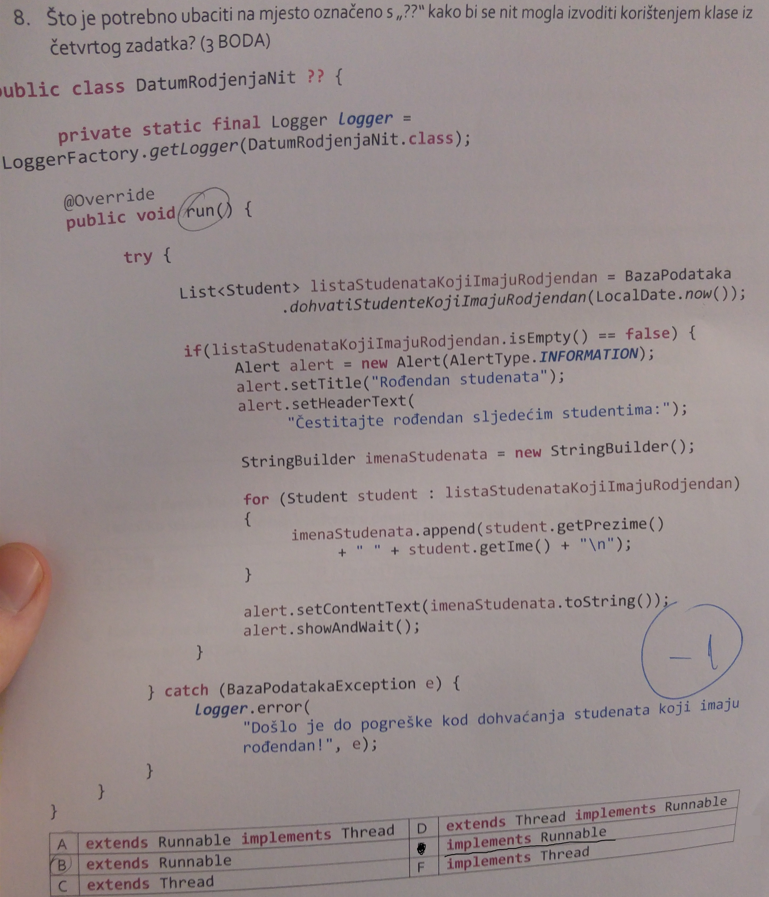 8. Što je potrebno ubaciti na mjesto označeno s „??“ kako bi se nit mogla izvoditi korištenjem klase iz
četvrtog zadatka? (3 BODA)
public class DatumRodjenjaNit ?? {
private static final Logger Logger =
LoggerFactory.getLogger(DatumRodjenjaNit.class);
@Override
public void run() {
try {
List<Student> listaStudenataKojiImajuRodjendan = BazaPodataka
.dohvatiStudenteKojiImajuRodjendan(LocalDate.now());
if(listaStudenataKojiImajuRodjendan.isEmpty() == false) {
Alert alert = new Alert(AlertType.INFORMATION);
alert.setTitle("Rođendan studenata");
alert.setHeaderText(
"Čestitajte rođendan sljedećim studentima:");
StringBuilder imenaStudenata = new StringBuilder();
for (Student student : listaStudenataKojiImajuRodjendan)
{
imenaStudenata.append(student.getPrezime()
+ " " + student.getIme() + "\n");
}
alert.setContentText(imenaStudenata.toString());
alert.showAndWait();
}
-1
} catch (BazaPodatakaException e) {
Logger.error(
"Došlo je do pogreške kod dohvaćanja studenata koji imaju
rođendan!", e);
}
}
}
A extends Runnable implements Thread
B extends Runnable
C extends Thread
D extends Thread implements Runnable
implements Runnable
F implements Thread